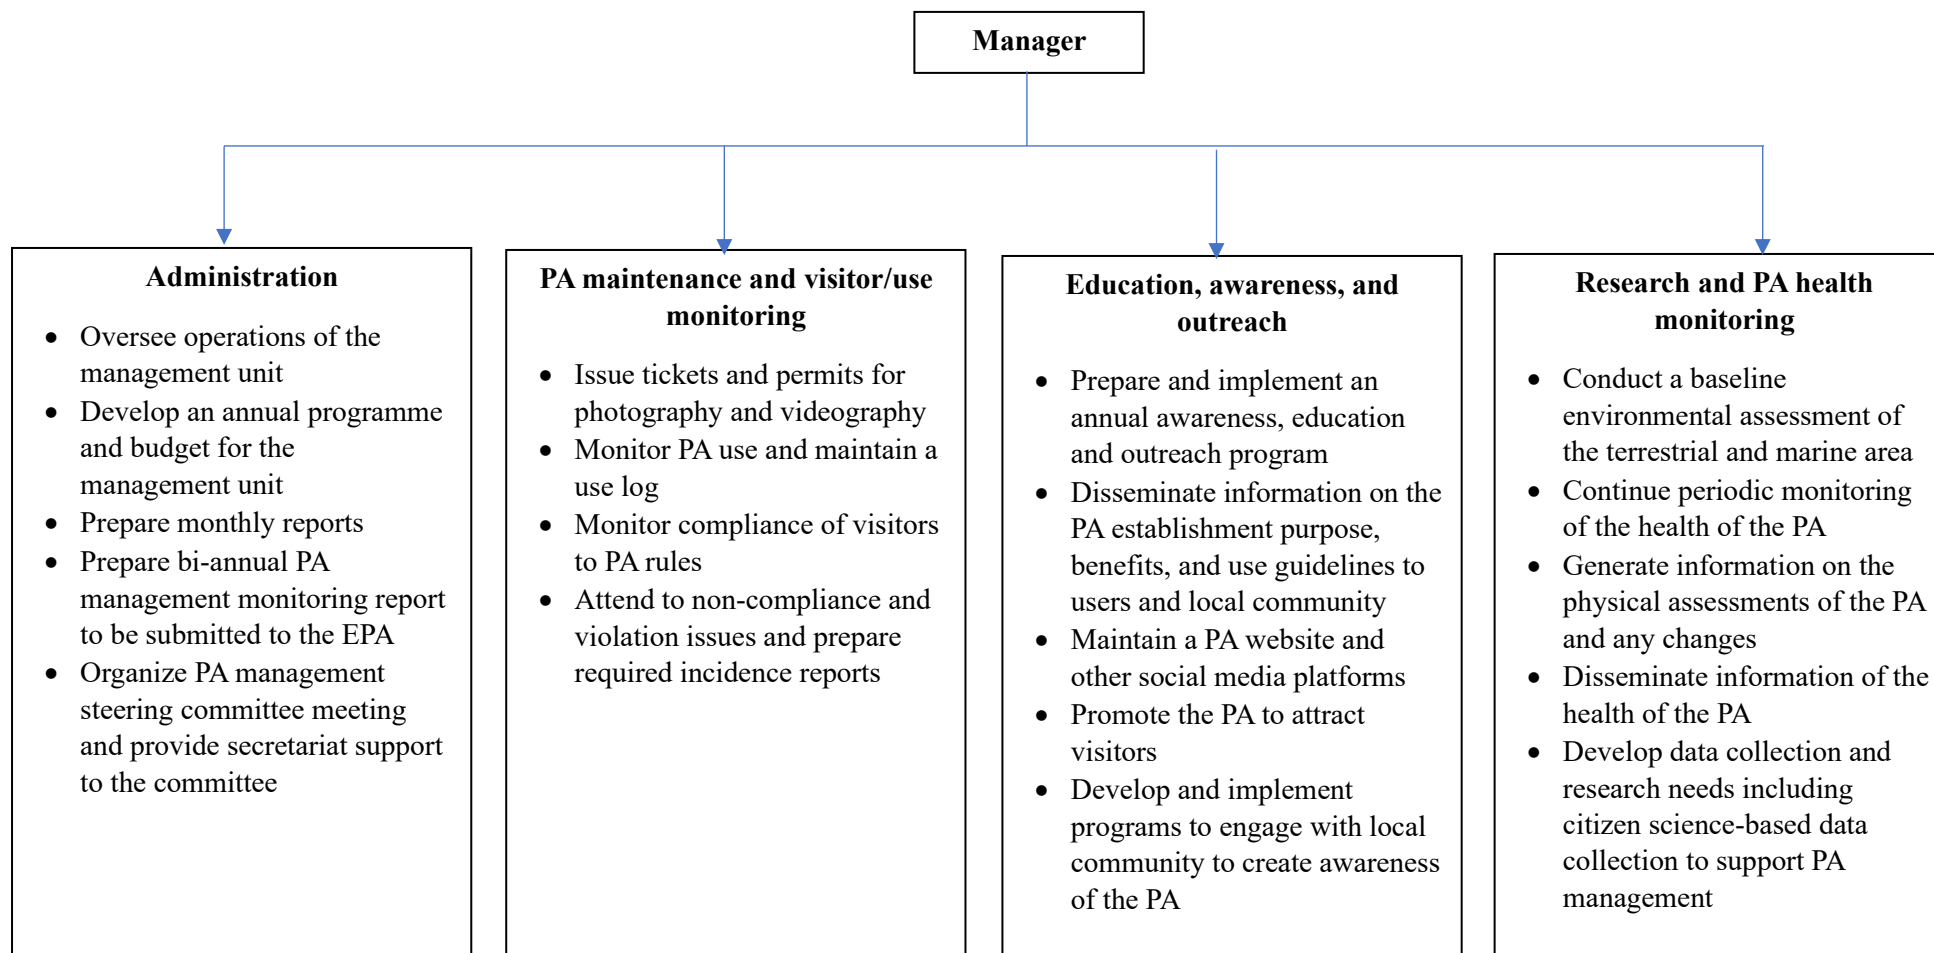 Manager
Administration
• Oversee operations of the
management unit
• Develop an annual programme
and budget for the
management unit
• Prepare monthly reports
• Prepare bi-annual PA
management monitoring report
to be submitted to the EPA
• Organize PA management
steering committee meeting
and provide secretariat support
to the committee
PA maintenance and visitor/use
monitoring
• Issue tickets and permits for
photography and videography
• Monitor PA use and maintain a
use log
• Monitor compliance of visitors
to PA rules
• Attend to non-compliance and
violation issues and prepare
required incidence reports
Education, awareness, and
outreach
• Prepare and implement an
annual awareness, education
and outreach program
• Disseminate information on the
PA establishment purpose,
benefits, and use guidelines to
users and local community
• Maintain a PA website and
other social media platforms
• Promote the PA to attract
visitors
• Develop and implement
programs to engage with local
community to create awareness
of the PA
Research and PA health
monitoring
• Conduct a baseline
environmental assessment of
the terrestrial and marine area
• Continue periodic monitoring
of the health of the PA
• Generate information on the
physical assessments of the PA
and any changes
• Disseminate information of the
health of the PA
• Develop data collection and
research needs including
citizen science-based data
collection to support PA
management